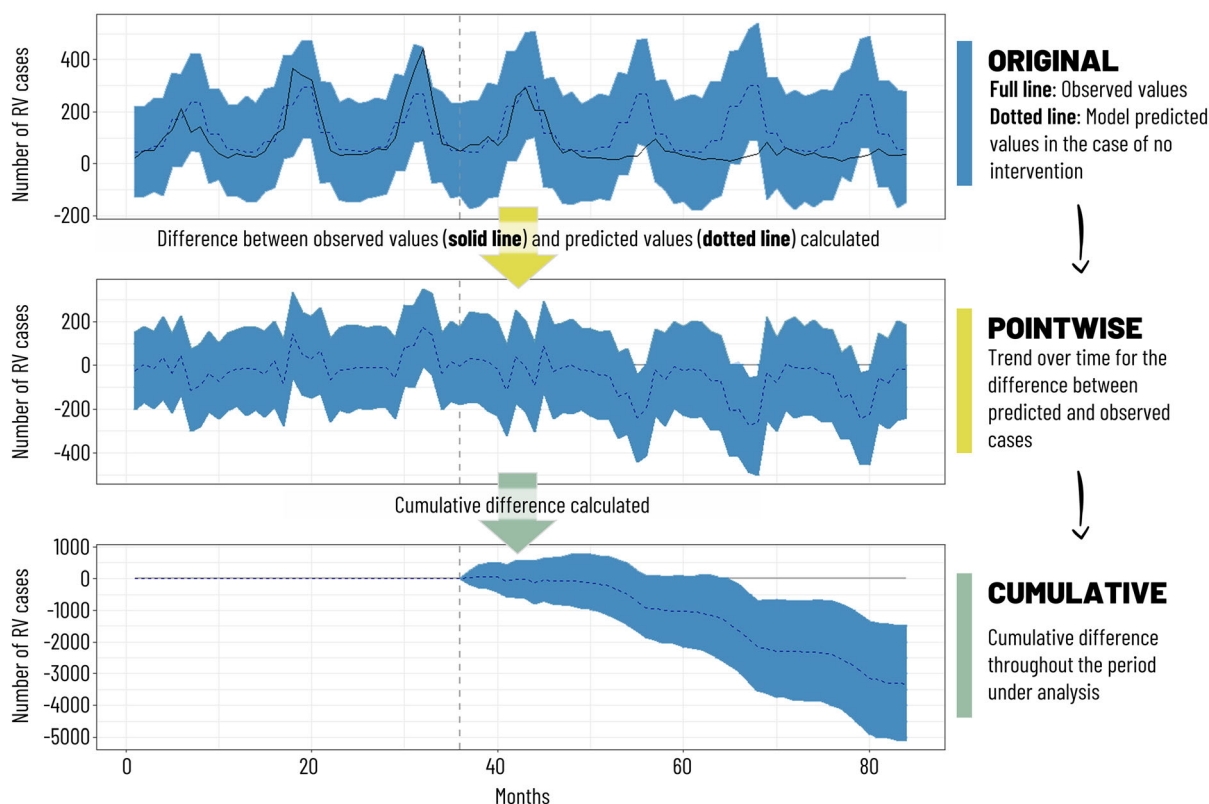 Number of RV cases
400
200
0
-200
ORIGINAL
Full line: Observed values
Dotted line: Model predicted
values in the case of no
intervention
Difference between observed values (solid line) and predicted values (dotted line) calculated
Number of RV cases
200
0
-200
-400
POINTWISE
Trend over time for the
difference between
predicted and observed
cases
Cumulative difference calculated
Number of RV cases
1000
0
-1000
-2000
-3000
-4000
-5000
CUMULATIVE
Cumulative difference
throughout the period
under analysis
0 20 40 60 80
Months